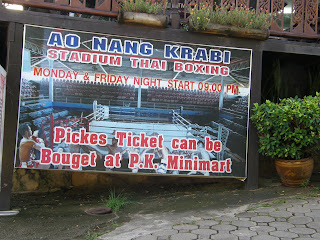 AO NANG KRABI
STADIUM THAI BOXING
MONDAY & FRIDAY NIGHT START 09.00 PM
Pickes Ticket can be
Bouget at P.K. Minimart